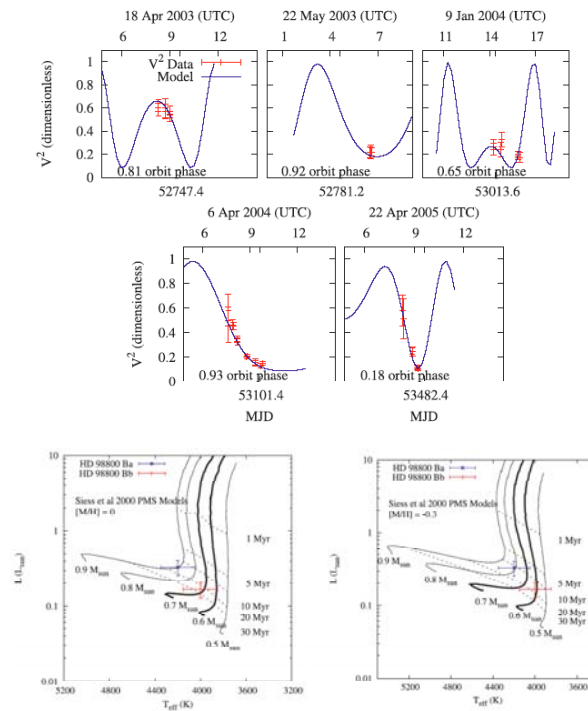 18 Apr 2003 (UTC)
22 May 2003 (UTC)
9 Jan 2004 (UTC)
6 8 9 12
1 4 7
11 14 17
V² (dimensionless)
1
0.8
0.6
0.4
0.2
0
V² Data
Model
0.81 orbit phase
0.92 orbit phase
0.65 orbit phase
52747.4
52781.2
53013.6
6 Apr 2004 (UTC)
22 Apr 2005 (UTC)
6 8 9 12
6 9 12
V² (dimensionless)
1
0.8
0.6
0.4
0.2
0
0.93 orbit phase
0.18 orbit phase
53101.4
53482.4
MJD
MJD
L (L_sun)
10
1
0.1
0.01
HD 98800 Ba
HD 98800 Bb
Siess et al 2000 PMS Models
[M/H] = 0
1 Myr
5 Myr
10 Myr
20 Myr
30 Myr
0.9 M_sun
0.8 M_sun
0.7 M_sun
0.6 M_sun
0.5 M_sun
5200 4800 4400 4000 3600 3200
T_eff (K)
L (L_sun)
10
1
0.1
0.01
HD 98800 Ba
HD 98800 Bb
Siess et al 2000 PMS Models
[M/H] = -0.3
1 Myr
5 Myr
10 Myr
20 Myr
30 Myr
0.9 M_sun
0.8 M_sun
0.7 M_sun
0.6 M_sun
0.5 M_sun
5200 4800 4400 4000 3600
T_eff (K)